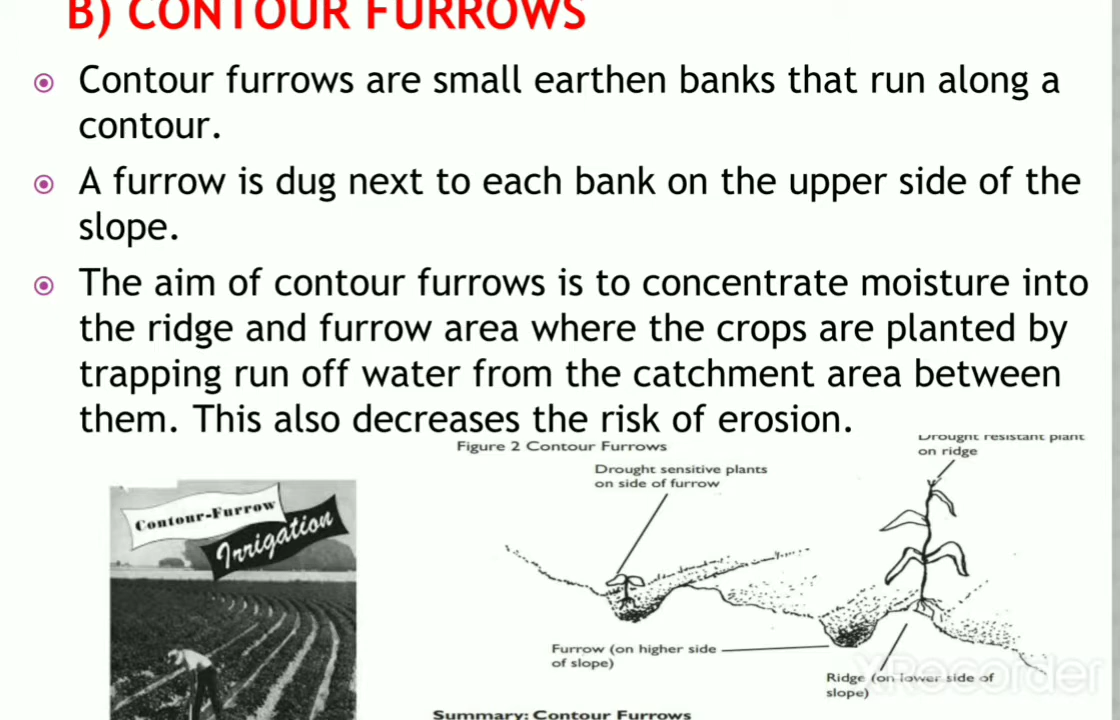 B) CONTOUR FURROWS
Contour furrows are small earthen banks that run along a
contour.
A furrow is dug next to each bank on the upper side of the
slope.
The aim of contour furrows is to concentrate moisture into
the ridge and furrow area where the crops are planted by
trapping run off water from the catchment area between
them. This also decreases the risk of erosion.
Figure 2 Contour Furrows
Drought resistant plant
on ridge
Drought sensitive plants
on side of furrow
Contour-Furrow
Irrigation
Furrow (on higher side
of slope)
Ridge (on lower side of
slope)
XRecorder
Summary: Contour Furrows